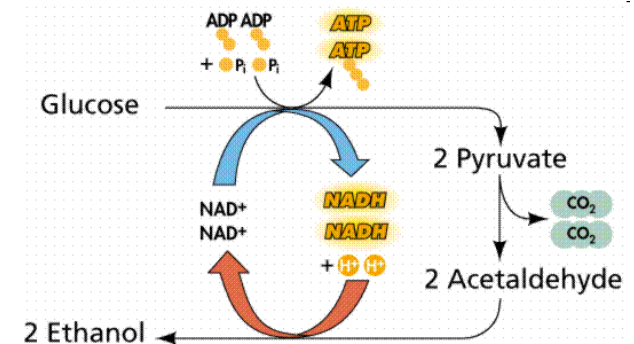 ADP ADP
+ Pi Pi
ATP
ATP
Glucose
2 Pyruvate
CO2
CO2
NAD+
NAD+
NADH
NADH
+ H+ H+
2 Acetaldehyde
2 Ethanol